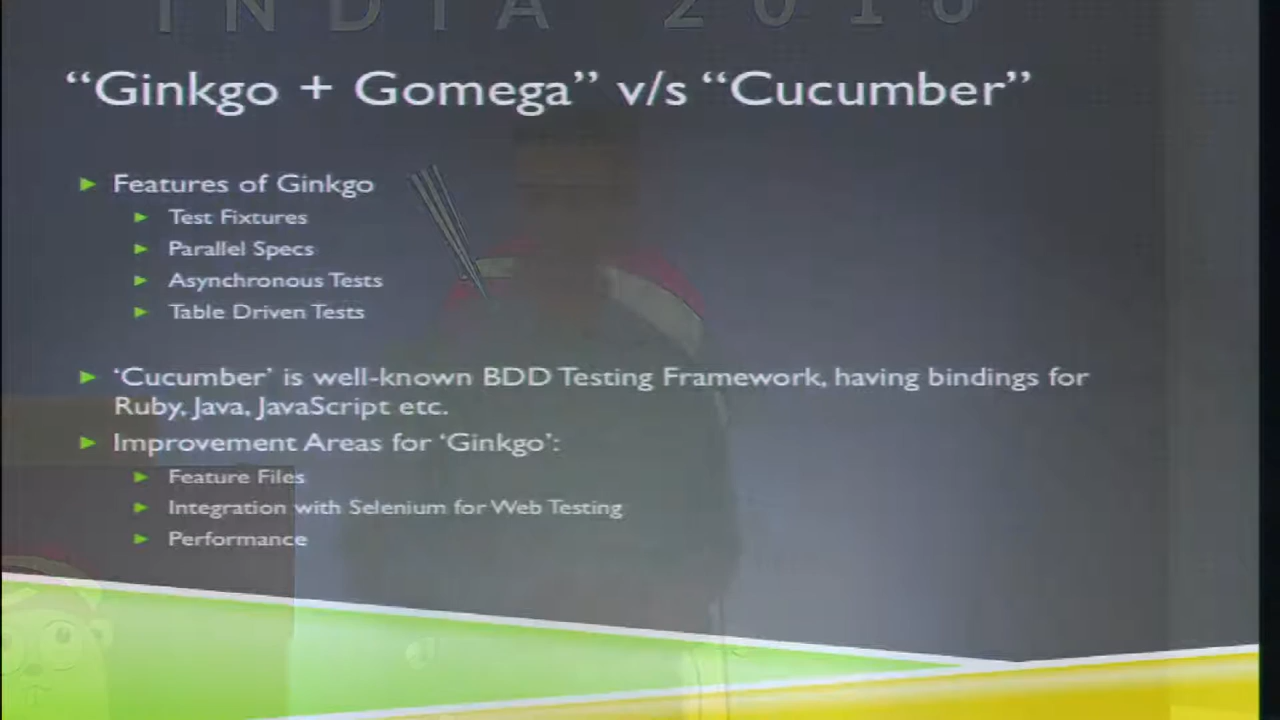 INDIA 2016
“Ginkgo + Gomega” v/s “Cucumber”
Features of Ginkgo
Test Fixtures
Parallel Specs
Asynchronous Tests
Table Driven Tests
‘Cucumber’ is well-known BDD Testing Framework, having bindings for
Ruby, Java, JavaScript etc.
Improvement Areas for ‘Ginkgo’:
Feature Files
Integration with Selenium for Web Testing
Performance